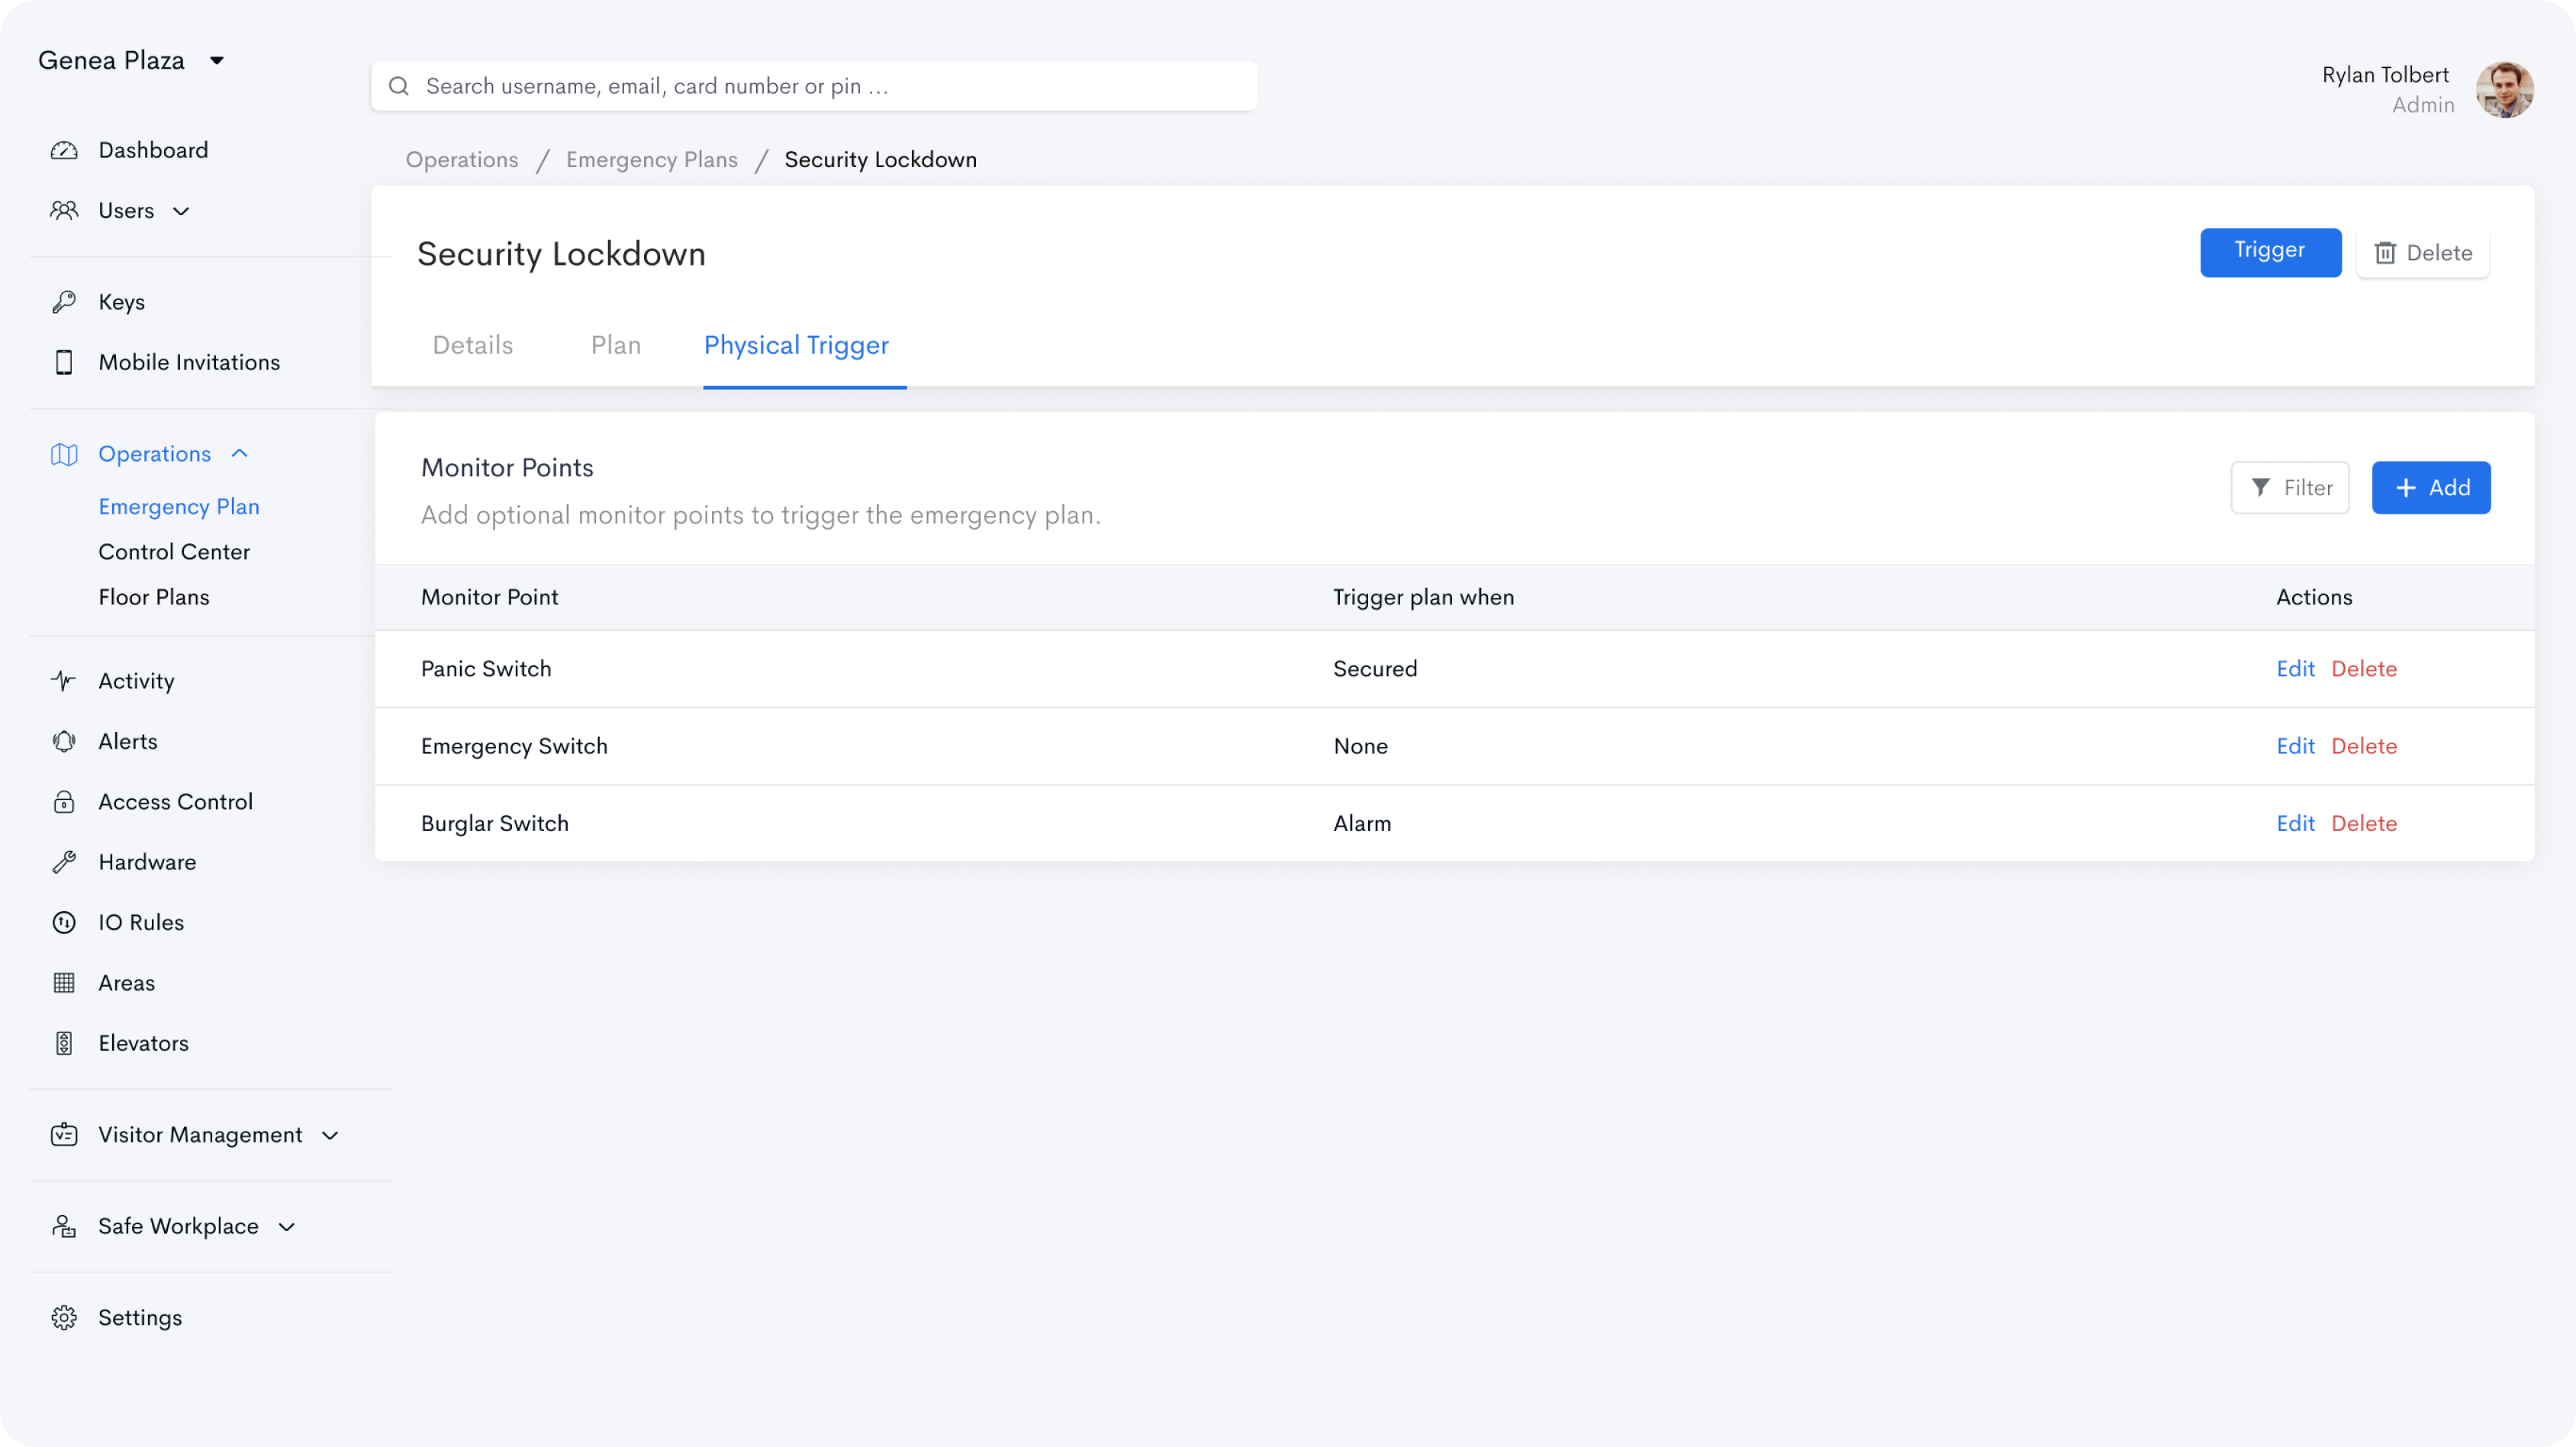 Genea Plaza
Search username, email, card number or pin ...
Rylan Tolbert
Admin
Dashboard
Users
Keys
Mobile Invitations
Operations
Emergency Plan
Control Center
Floor Plans
Activity
Alerts
Access Control
Hardware
IO Rules
Areas
Elevators
Visitor Management
Safe Workplace
Settings
Operations / Emergency Plans / Security Lockdown
Security Lockdown
Trigger
Delete
Details Plan Physical Trigger
Monitor Points
Add optional monitor points to trigger the emergency plan.
Filter
+ Add
Monitor Point Trigger plan when Actions
Panic Switch Secured Edit Delete
Emergency Switch None Edit Delete
Burglar Switch Alarm Edit Delete